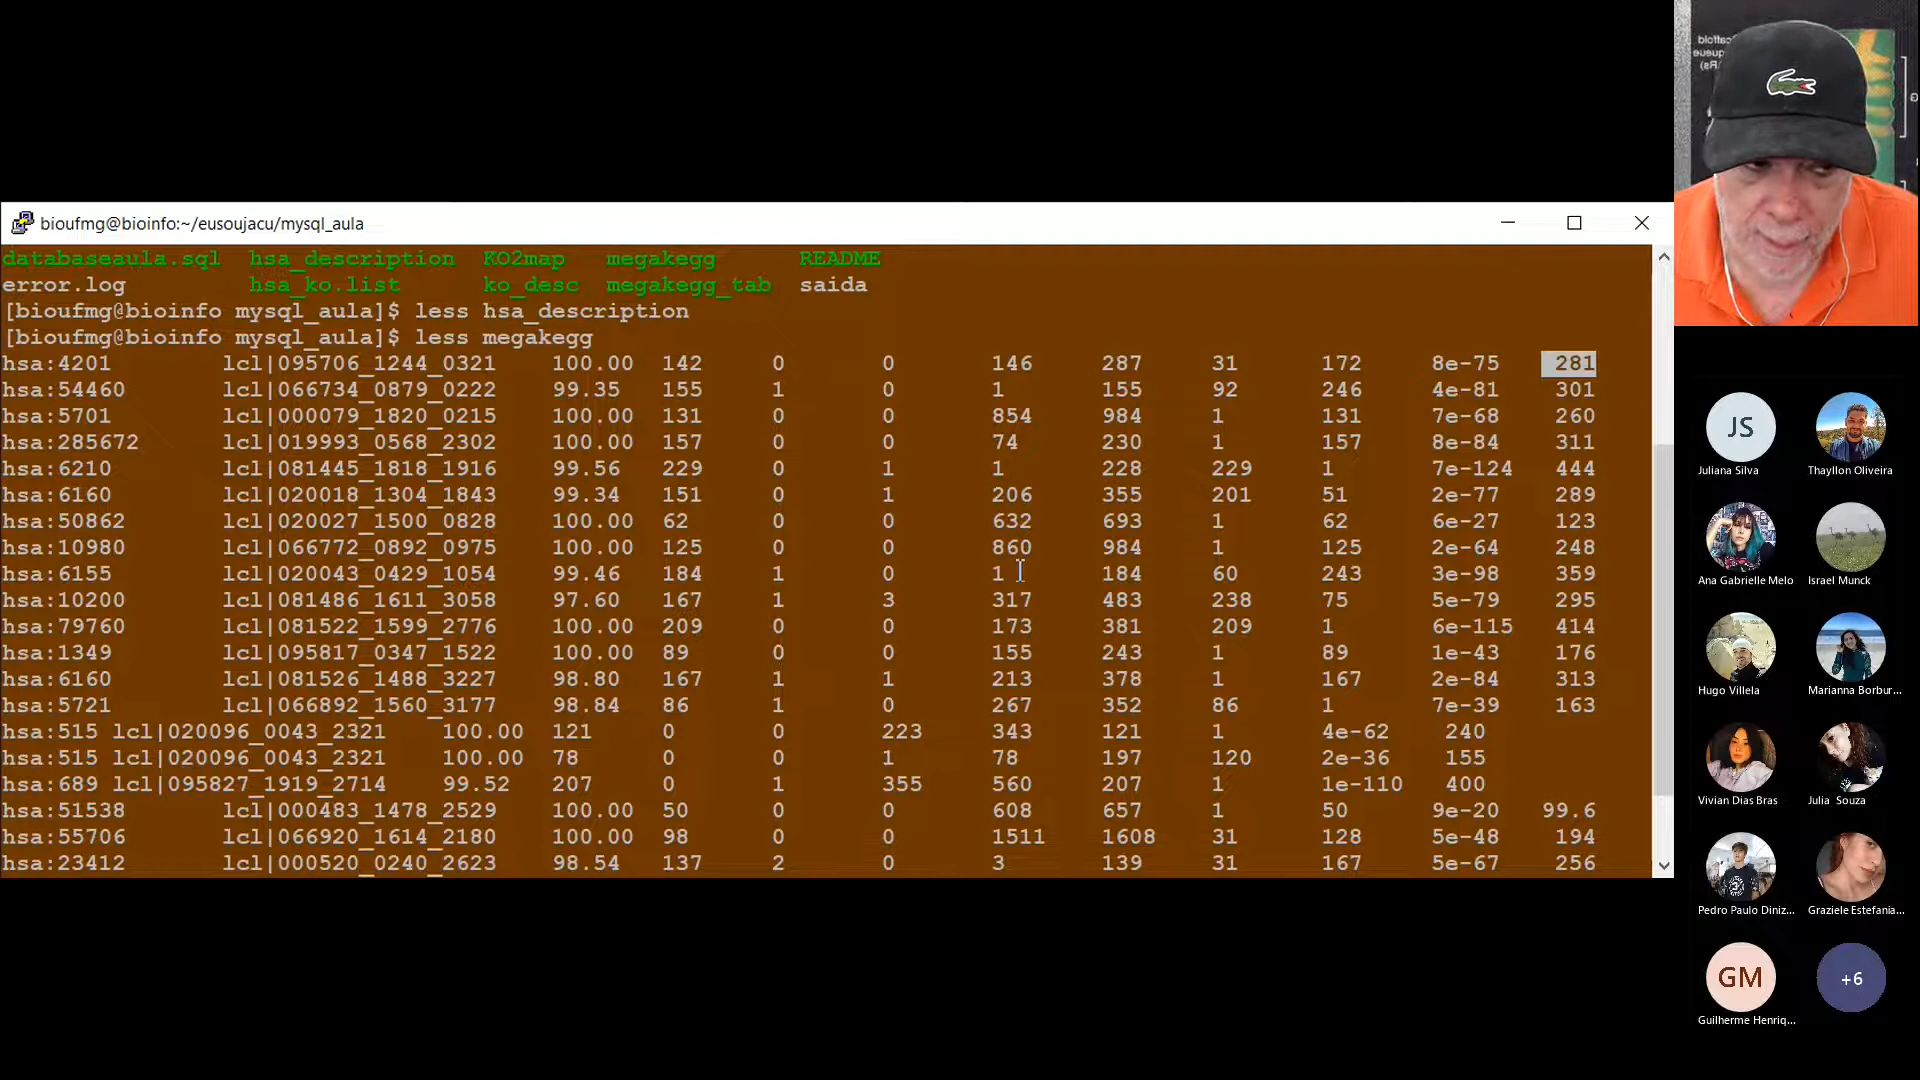 bioufmg@bioinfo:~/eusoujacu/mysql_aula
databaseaula.sql hsa_description KO2map megakegg README
error.log hsa_ko.list ko_desc megakegg_tab saida
[bioufmg@bioinfo mysql_aula]$ less hsa_description
[bioufmg@bioinfo mysql_aula]$ less megakegg
hsa:4201 lcl|095706_1244_0321 100.00 142 0 0 146 287 31 172 8e-75 281
hsa:54460 lcl|066734_0879_0222 99.35 155 1 0 1 155 92 246 4e-81 301
hsa:5701 lcl|000079_1820_0215 100.00 131 0 0 854 984 1 131 7e-68 260
hsa:285672 lcl|019993_0568_2302 100.00 157 0 0 74 230 1 157 8e-84 311
hsa:6210 lcl|081445_1818_1916 99.56 229 0 1 1 228 229 1 7e-124 444
hsa:6160 lcl|020018_1304_1843 99.34 151 0 1 206 355 201 51 2e-77 289
hsa:50862 lcl|020027_1500_0828 100.00 62 0 0 632 693 1 62 6e-27 123
hsa:10980 lcl|066772_0892_0975 100.00 125 0 0 860 984 1 125 2e-64 248
hsa:6155 lcl|020043_0429_1054 99.46 184 1 0 1 184 60 243 3e-98 359
hsa:10200 lcl|081486_1611_3058 97.60 167 1 3 317 483 238 75 5e-79 295
hsa:79760 lcl|081522_1599_2776 100.00 209 0 0 173 381 209 1 6e-115 414
hsa:1349 lcl|095817_0347_1522 100.00 89 0 0 155 243 1 89 1e-43 176
hsa:6160 lcl|081526_1488_3227 98.80 167 1 1 213 378 1 167 2e-84 313
hsa:5721 lcl|066892_1560_3177 98.84 86 1 0 267 352 86 1 7e-39 163
hsa:515 lcl|020096_0043_2321 100.00 121 0 0 223 343 121 1 4e-62 240
hsa:515 lcl|020096_0043_2321 100.00 78 0 0 1 78 197 120 2e-36 155
hsa:689 lcl|095827_1919_2714 99.52 207 0 1 355 560 207 1 1e-110 400
hsa:51538 lcl|000483_1478_2529 100.00 50 0 0 608 657 1 50 9e-20 99.6
hsa:55706 lcl|066920_1614_2180 100.00 98 0 0 1511 1608 31 128 5e-48 194
hsa:23412 lcl|000520_0240_2623 98.54 137 2 0 3 139 31 167 5e-67 256
JS
Juliana Silva Thayllon Oliveira
Ana Gabrielle Melo Israel Munck
Hugo Villela Marianna Borbur...
Vivian Dias Bras Julia Souza
Pedro Paulo Diniz... Graziele Estefania...
GM +6
Guilherme Henriq...